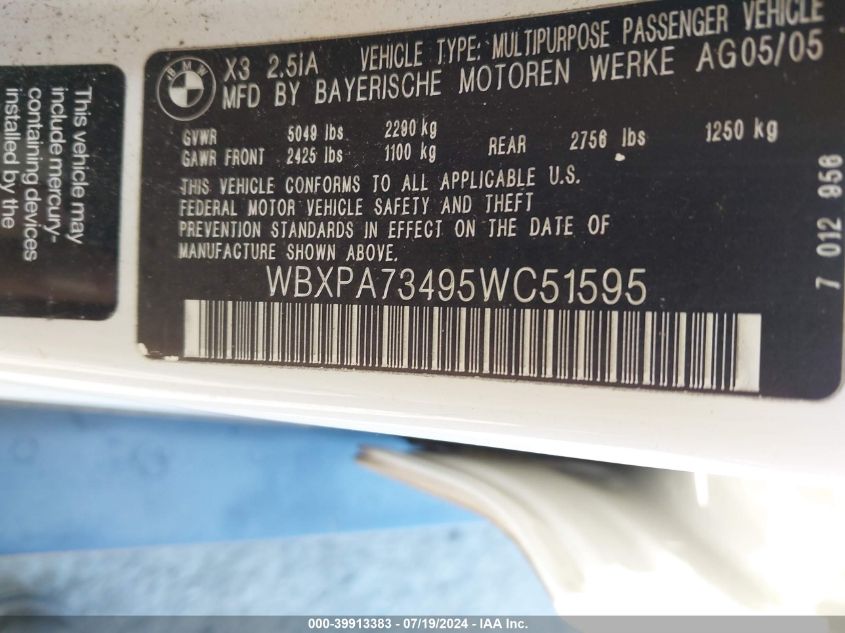 This vehicle may
include mercury-
containing devices
installed by the
BMW
X3 2.5iA VEHICLE TYPE: MULTIPURPOSE PASSENGER VEHICLE
MFD BY BAYERISCHE MOTOREN WERKE AG05/05
GVWR 5049 lbs 2290 kg
GAWR FRONT 2425 lbs 1100 kg REAR 2756 lbs 1250 kg
THIS VEHICLE CONFORMS TO ALL APPLICABLE U.S.
FEDERAL MOTOR VEHICLE SAFETY AND THEFT
PREVENTION STANDARDS IN EFFECT ON THE DATE OF
MANUFACTURE SHOWN ABOVE.
WBXPA73495WC51595
7 012 956
000-39913383 - 07/19/2024 - IAA Inc.